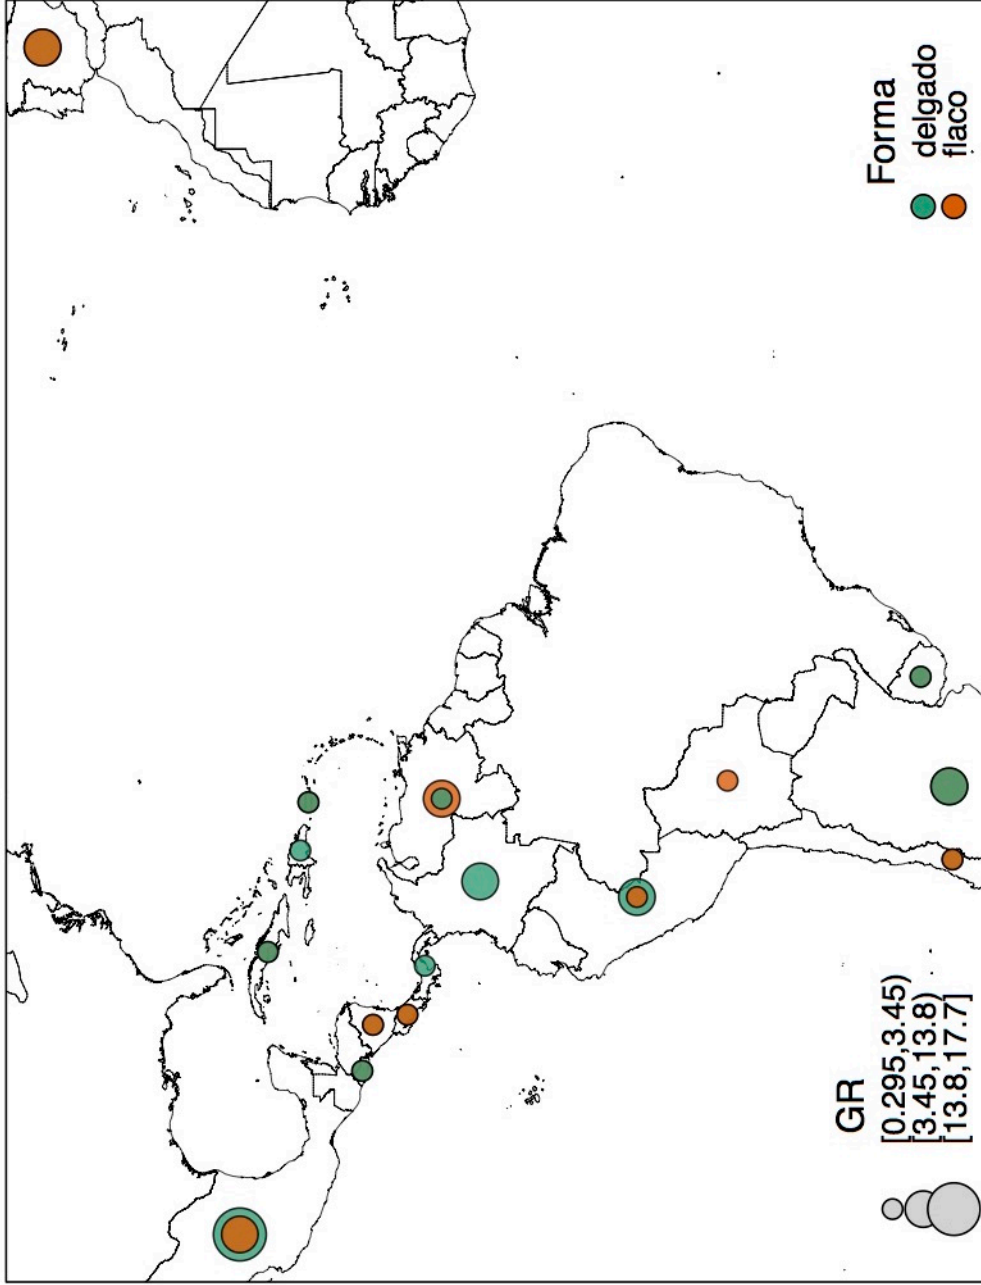 GR
[0.295,3.45)
[3.45,13.8)
[13.8,17.7]
Forma
delgado
flaco